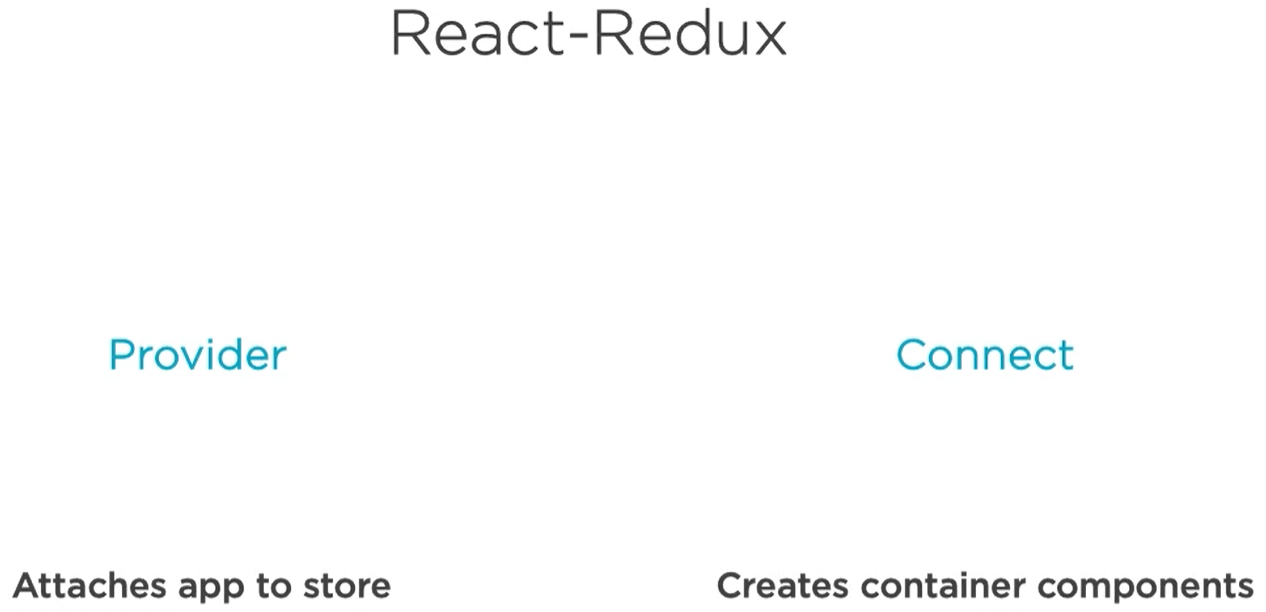 React-Redux
Provider
Connect
Attaches app to store
Creates container components